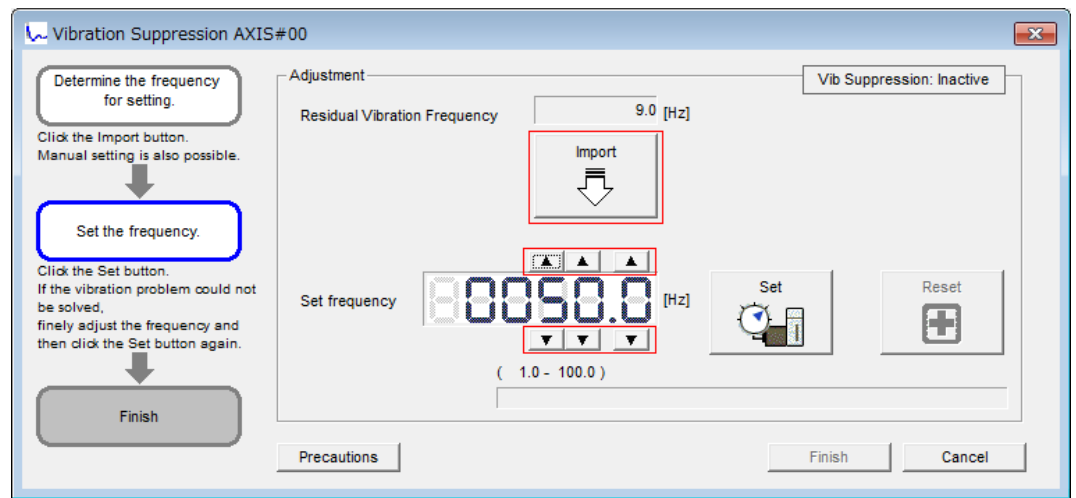 Vibration Suppression AXIS#00
Determine the frequency
for setting.
Click the Import button.
Manual setting is also possible.
Set the frequency.
Click the Set button.
If the vibration problem could not
be solved,
finely adjust the frequency and
then click the Set button again.
Finish
Adjustment
Vib Suppression: Inactive
Residual Vibration Frequency 9.0 [Hz]
Import
Set frequency 0050.0 [Hz]
( 1.0 - 100.0 )
Set
Reset
Precautions
Finish
Cancel